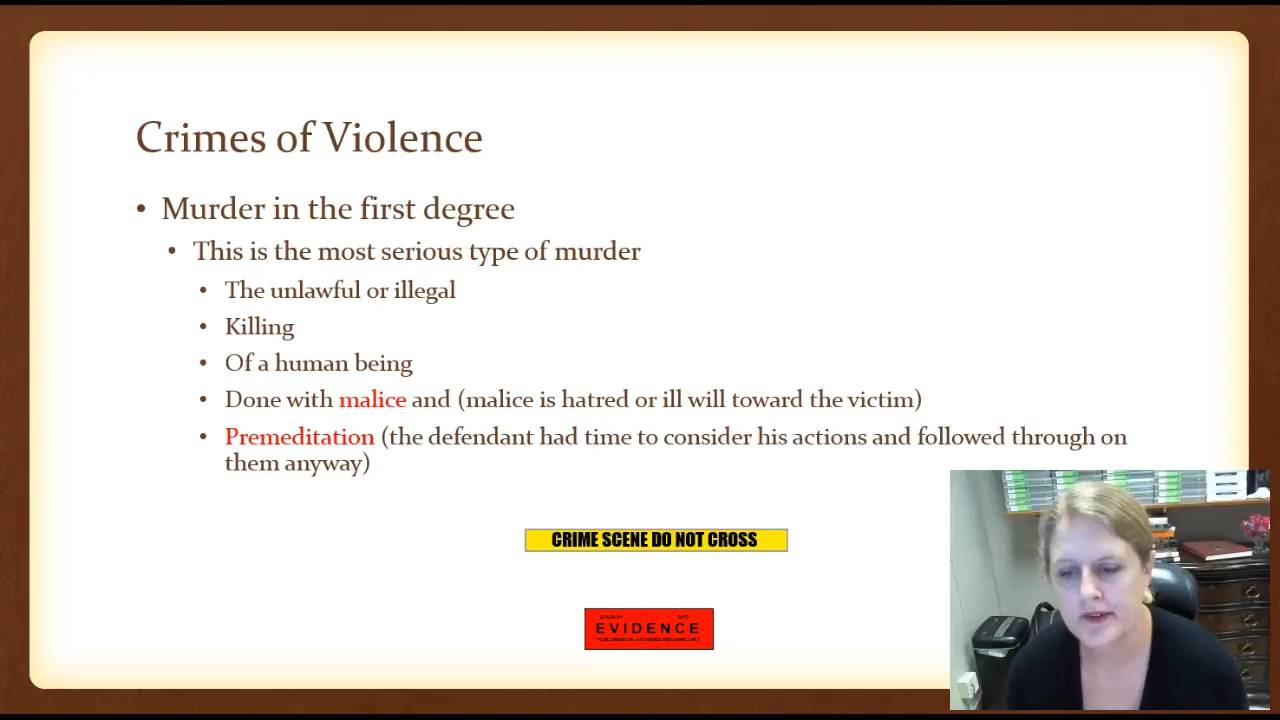 Crimes of Violence
• Murder in the first degree
• This is the most serious type of murder
• The unlawful or illegal
• Killing
• Of a human being
• Done with malice and (malice is hatred or ill will toward the victim)
• Premeditation (the defendant had time to consider his actions and followed through on
them anyway)
CRIME SCENE DO NOT CROSS
EVIDENCE